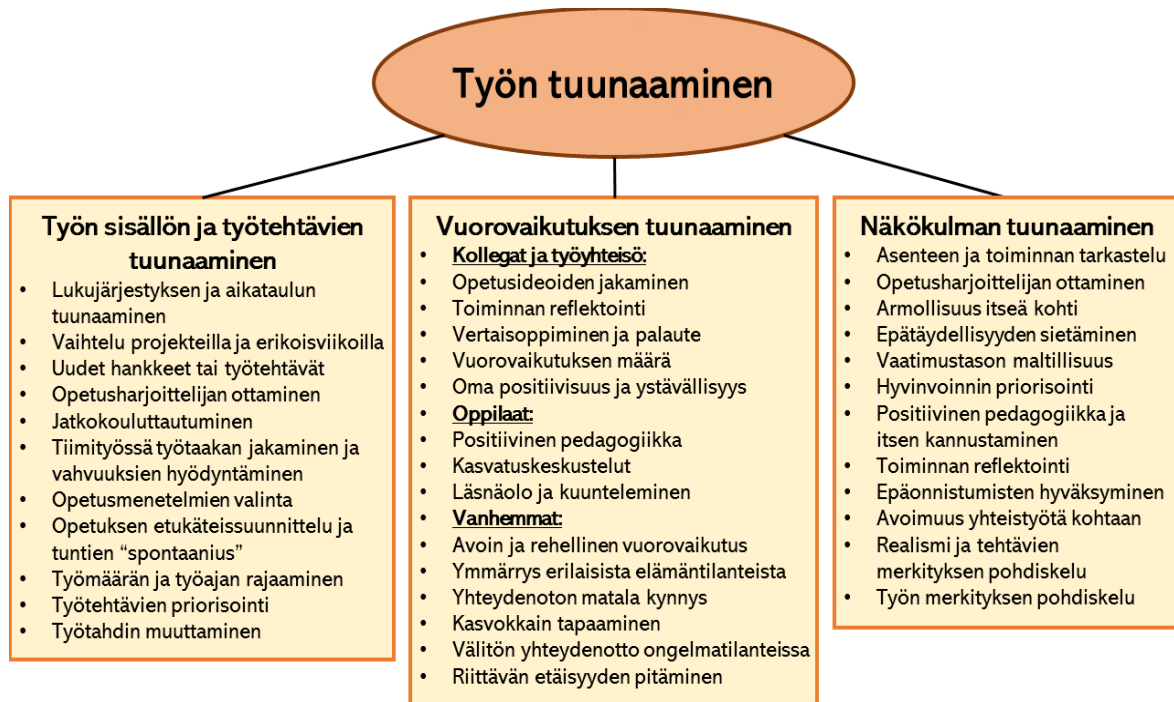 Työn tuunaaminen
Työn sisällön ja työtehtävien
tuunaaminen
• Lukujärjestyksen ja aikataulun
tuunaaminen
• Vaihtelu projekteilla ja erikoisviikoilla
• Uudet hankkeet tai työtehtävät
• Opetusharjoittelijan ottaminen
• Jatkokouluttautuminen
• Tiimityössä työtaakan jakaminen ja
vahvuuksien hyödyntäminen
• Opetusmenetelmien valinta
• Opetuksen etukäteissuunnittelu ja
tuntien “spontaanius”
• Työmäärän ja työajan rajaaminen
• Työtehtävien priorisointi
• Työtahdin muuttaminen
Vuorovaikutuksen tuunaaminen
• Kollegat ja työyhteisö:
• Opetusideoiden jakaminen
• Toiminnan reflektointi
• Vertaisoppiminen ja palaute
• Vuorovaikutuksen määrä
• Oma positiivisuus ja ystävällisyys
• Oppilaat:
• Positiivinen pedagogiikka
• Kasvatuskeskustelut
• Läsnäolo ja kuunteleminen
• Vanhemmat:
• Avoin ja rehellinen vuorovaikutus
• Ymmärrys erilaisista elämäntilanteista
• Yhteydenoton matala kynnys
• Kasvokkain tapaaminen
• Välitön yhteydenotto ongelmatilanteissa
• Riittävän etäisyyden pitäminen
Näkökulman tuunaaminen
• Asenteen ja toiminnan tarkastelu
• Opetusharjoittelijan ottaminen
• Armollisuus itseä kohti
• Epätäydellisyyden sietäminen
• Vaatimustason maltillisuus
• Hyvinvoinnin priorisointi
• Positiivinen pedagogiikka ja
itsen kannustaminen
• Toiminnan reflektointi
• Epäonnistumisten hyväksyminen
• Avoimuus yhteistyötä kohtaan
• Realismi ja tehtävien
merkityksen pohdiskelu
• Työn merkityksen pohdiskelu